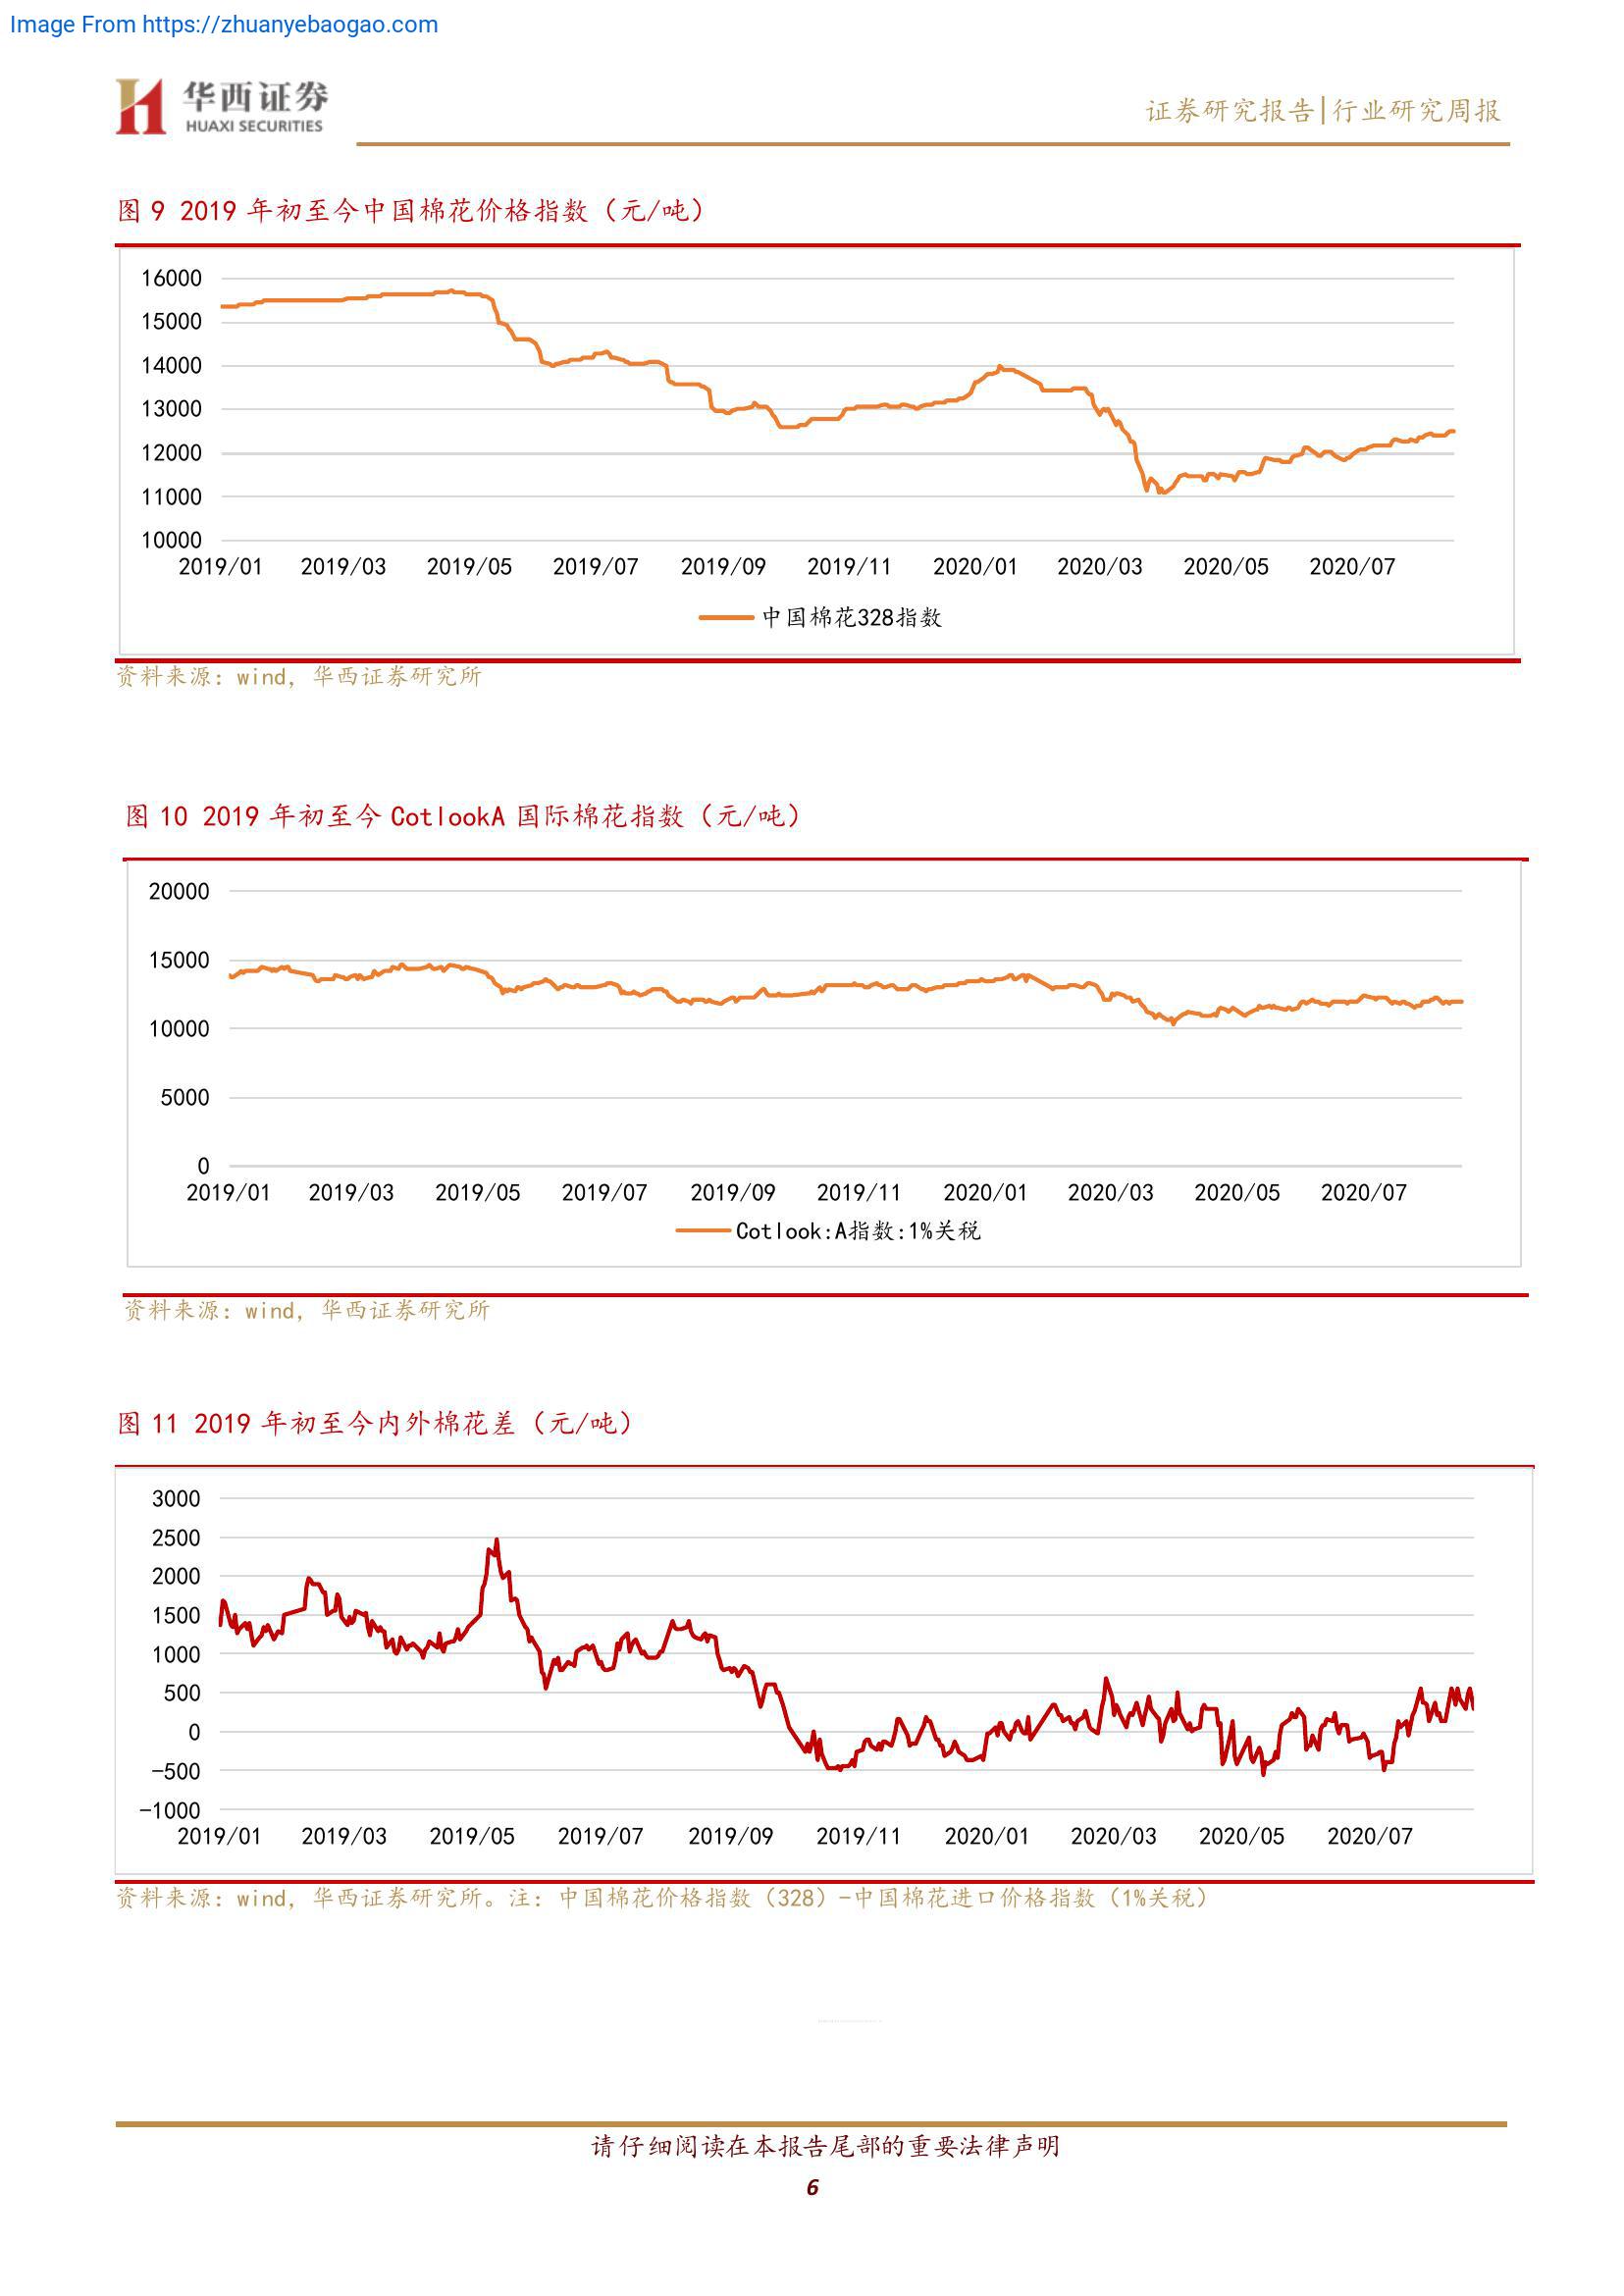 Image From https://zhuanyebaogao.com
华西证券
HUAXI SECURITIES
证券研究报告|行业研究周报
图 9 2019 年初至今中国棉花价格指数（元/吨）
16000
15000
14000
13000
12000
11000
10000
2019/01 2019/03 2019/05 2019/07 2019/09 2019/11 2020/01 2020/03 2020/05 2020/07
中国棉花328指数
资料来源：wind，华西证券研究所
图 10 2019 年初至今 CotlookA 国际棉花指数（元/吨）
20000
15000
10000
5000
0
2019/01 2019/03 2019/05 2019/07 2019/09 2019/11 2020/01 2020/03 2020/05 2020/07
Cotlook:A指数:1%关税
资料来源：wind，华西证券研究所
图 11 2019 年初至今内外棉花差（元/吨）
3000
2500
2000
1500
1000
500
0
-500
-1000
2019/01 2019/03 2019/05 2019/07 2019/09 2019/11 2020/01 2020/03 2020/05 2020/07
资料来源：wind，华西证券研究所。注：中国棉花价格指数（328）-中国棉花进口价格指数（1%关税）
请仔细阅读在本报告尾部的重要法律声明
6